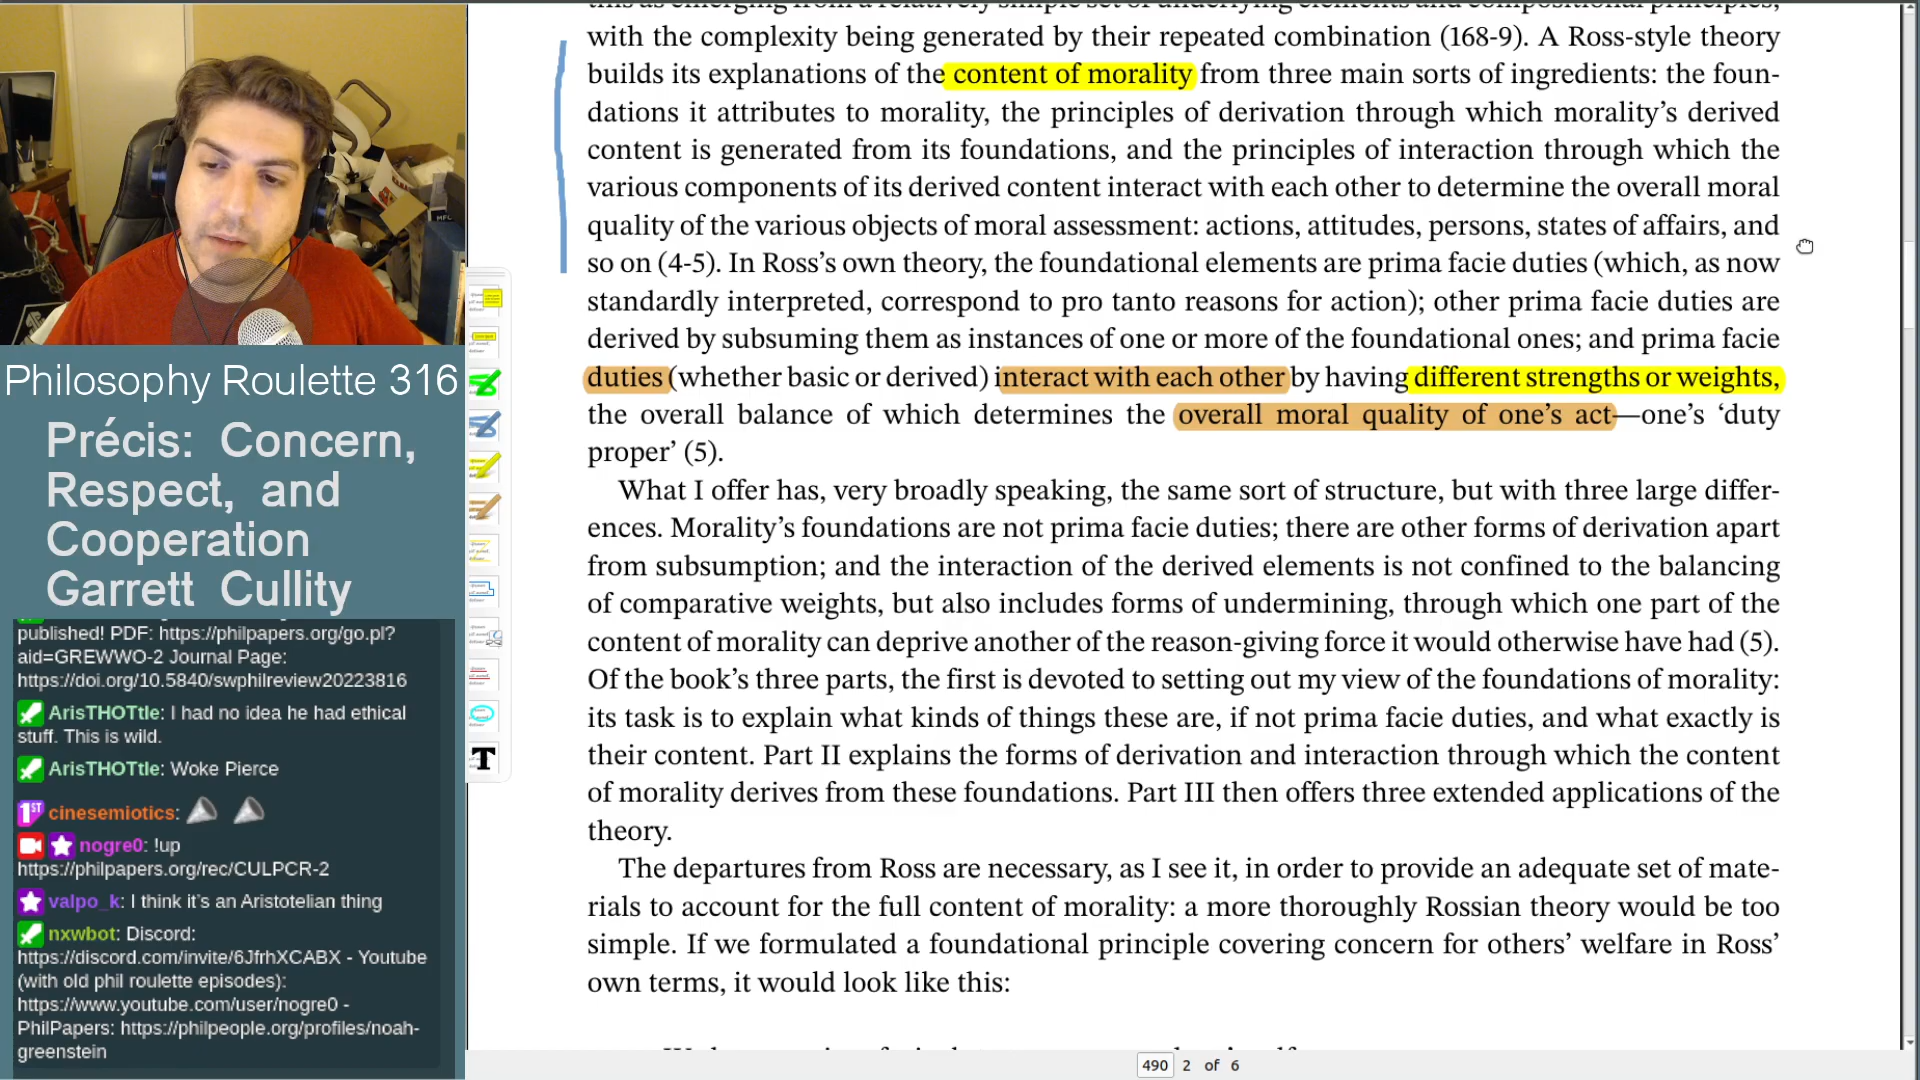 Philosophy Roulette 316
Précis: Concern,
Respect, and
Cooperation
Garrett Cullity
published! PDF: https://philpapers.org/go.pl?
aid=GREWWO-2 Journal Page:
https://doi.org/10.5840/swphilreview20223816
ArisTHOTtle: I had no idea he had ethical
stuff. This is wild.
ArisTHOTtle: Woke Pierce
1ST cinesemiotics:
nogre0: !up
https://philpapers.org/rec/CULPCR-2
valpo_k: I think it's an Aristotelian thing
nxwbot: Discord:
https://discord.com/invite/6JfrhXCABX - Youtube
(with old phil roulette episodes):
https://www.youtube.com/user/nogre0 -
PhilPapers: https://philpeople.org/profiles/noah-
greenstein
T
this as emerging from a relatively simple set of underlying elements and compositional principles,
with the complexity being generated by their repeated combination (168-9). A Ross-style theory
builds its explanations of the content of morality from three main sorts of ingredients: the foun-
dations it attributes to morality, the principles of derivation through which morality's derived
content is generated from its foundations, and the principles of interaction through which the
various components of its derived content interact with each other to determine the overall moral
quality of the various objects of moral assessment: actions, attitudes, persons, states of affairs, and
so on (4-5). In Ross's own theory, the foundational elements are prima facie duties (which, as now
standardly interpreted, correspond to pro tanto reasons for action); other prima facie duties are
derived by subsuming them as instances of one or more of the foundational ones; and prima facie
duties (whether basic or derived) interact with each other by having different strengths or weights,
the overall balance of which determines the overall moral quality of one's act—one's 'duty
proper' (5).
What I offer has, very broadly speaking, the same sort of structure, but with three large differ-
ences. Morality's foundations are not prima facie duties; there are other forms of derivation apart
from subsumption; and the interaction of the derived elements is not confined to the balancing
of comparative weights, but also includes forms of undermining, through which one part of the
content of morality can deprive another of the reason-giving force it would otherwise have had (5).
Of the book's three parts, the first is devoted to setting out my view of the foundations of morality:
its task is to explain what kinds of things these are, if not prima facie duties, and what exactly is
their content. Part II explains the forms of derivation and interaction through which the content
of morality derives from these foundations. Part III then offers three extended applications of the
theory.
The departures from Ross are necessary, as I see it, in order to provide an adequate set of mate-
rials to account for the full content of morality: a more thoroughly Rossian theory would be too
simple. If we formulated a foundational principle covering concern for others' welfare in Ross'
own terms, it would look like this:
490 2 of 6